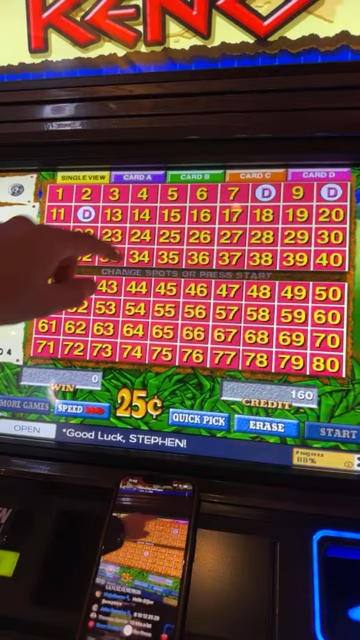 KENO
SINGLE VIEW CARD A CARD B CARD C CARD D
1 2 3 4 5 6 7 D 9 D
11 D 13 14 15 16 17 18 19 20
23 24 25 26 27 28 29 30
34 35 36 37 38 39 40
CHANGE SPOTS OR PRESS START
43 44 45 46 47 48 49 50
53 54 55 56 57 58 59 60
61 62 63 64 65 66 67 68 69 70
71 72 73 74 75 76 77 78 79 80
0
WIN
160
CREDIT
MORE GAMES SPEED 25¢ QUICK PICK ERASE START
OPEN
*Good Luck, STEPHEN!
Progress
88%